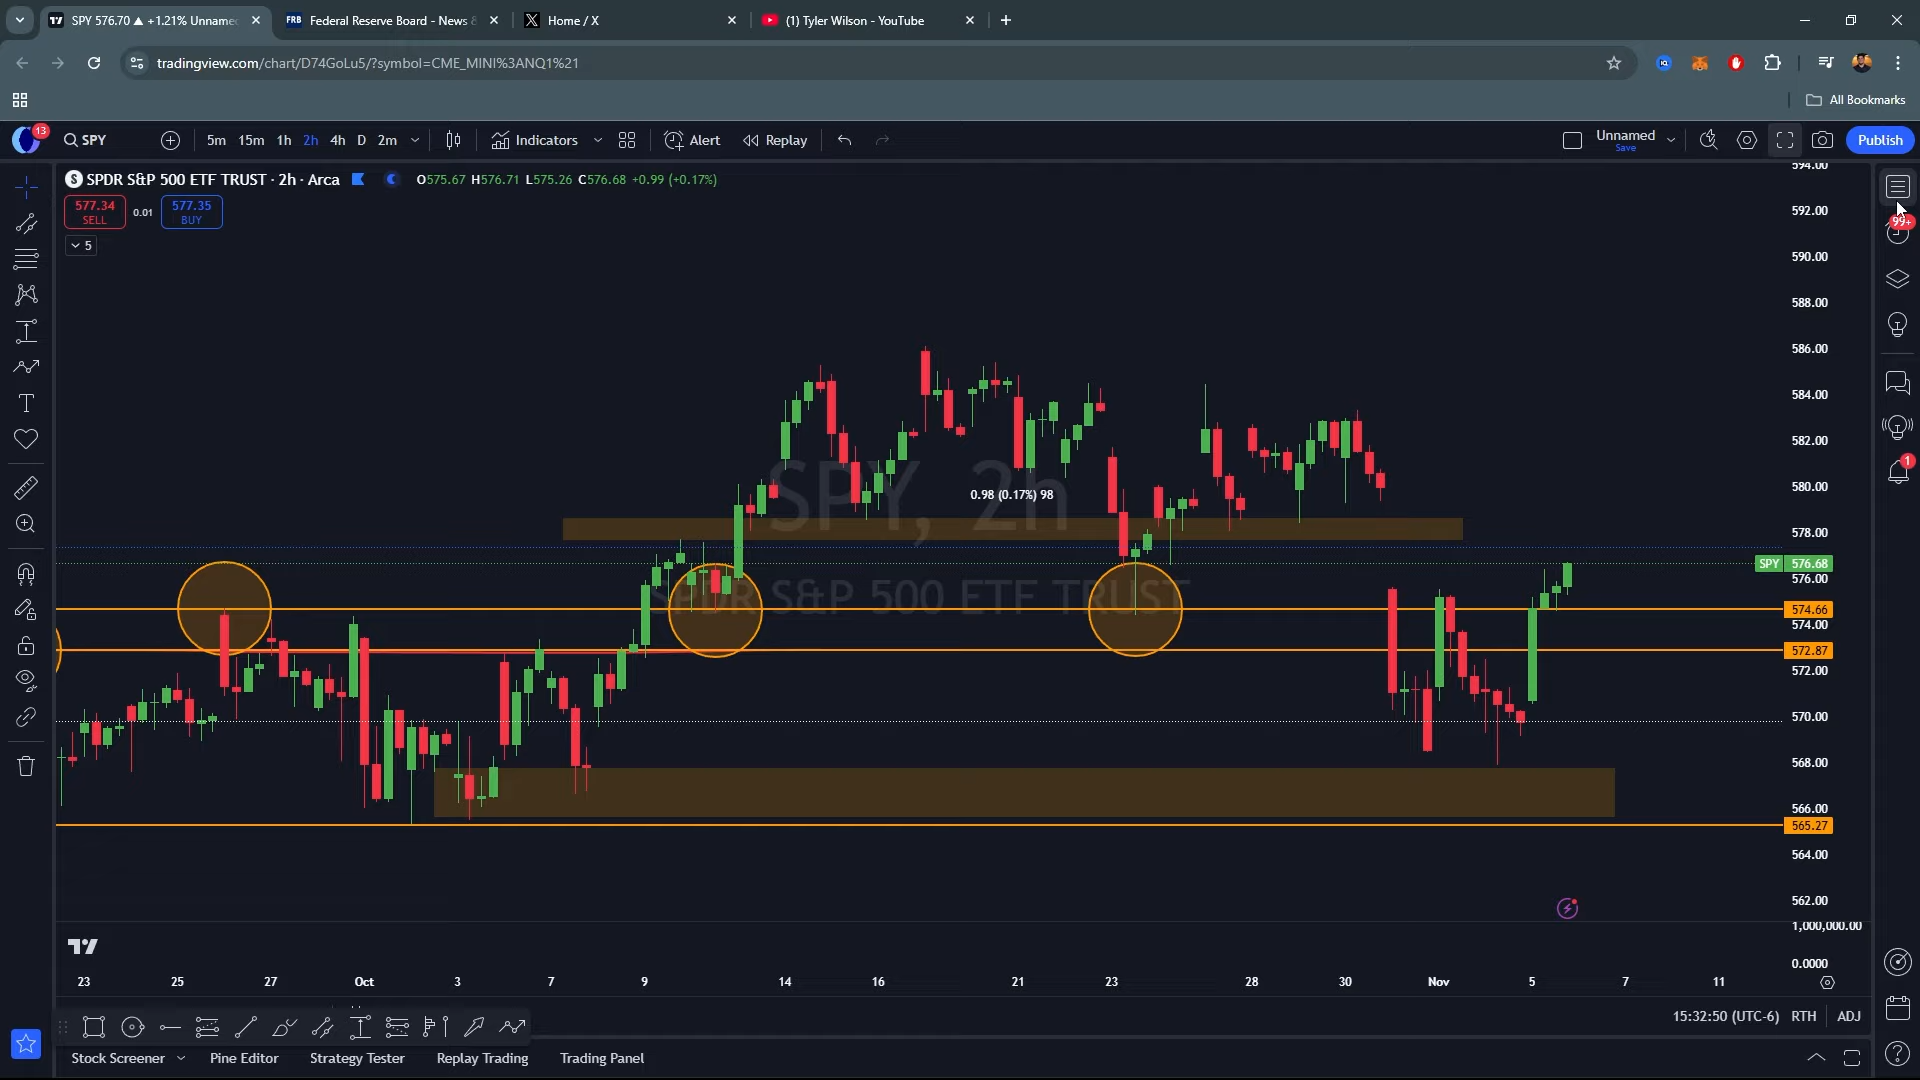 SPY 576.70 ▲ +1.21% Unname
Federal Reserve Board - News &
Home / X
(1) Tyler Wilson - YouTube
tradingview.com/chart/D74GoLu5/?symbol=CME_MINI%3ANQ1%21
All Bookmarks
13
SPY
5m 15m 1h 2h 4h D 2m
Indicators
Alert
Replay
Unnamed
Save
Publish
SPDR S&P 500 ETF TRUST · 2h · Arca
O575.67 H576.71 L575.26 C576.68 +0.99 (+0.17%)
577.34
SELL
0.01
577.35
BUY
5
99+
1
594.00
592.00
590.00
588.00
586.00
584.00
582.00
580.00
578.00
SPY 576.68
576.00
574.66
574.00
572.87
572.00
570.00
568.00
566.00
565.27
564.00
562.00
1,000,000.00
0.0000
SPY, 2h
0.98 (0.17%) 98
SPDR S&P 500 ETF TRUST
23 25 27 Oct 3 7 9 14 16 21 23 28 30 Nov 5 7 11
15:32:50 (UTC-6) RTH ADJ
Stock Screener
Pine Editor
Strategy Tester
Replay Trading
Trading Panel